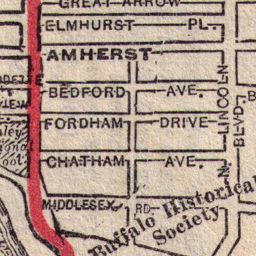 GREAT ARROW
ELMHURST PL.
AMHERST
BEDFORD AVE.
FORDHAM DRIVE
CHATHAM AVE.
MIDDLESEX RD.
N. LINCOLN
BLVD.
Buffalo Historical
Society